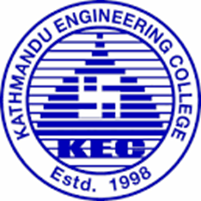 KATHMANDU ENGINEERING COLLEGE
KEC
Estd. 1998